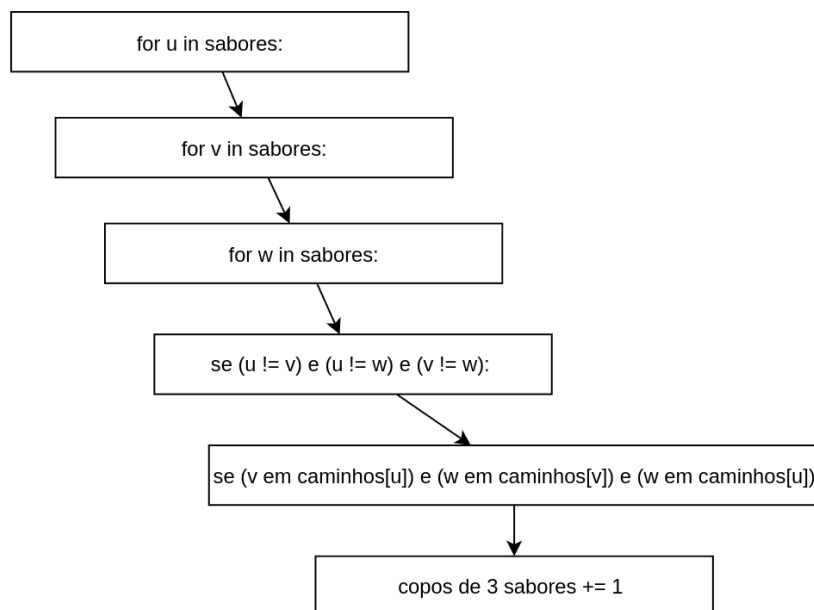 for u in sabores:
for v in sabores:
for w in sabores:
se (u != v) e (u != w) e (v != w):
se (v em caminhos[u]) e (w em caminhos[v]) e (w em caminhos[u])
copos de 3 sabores += 1